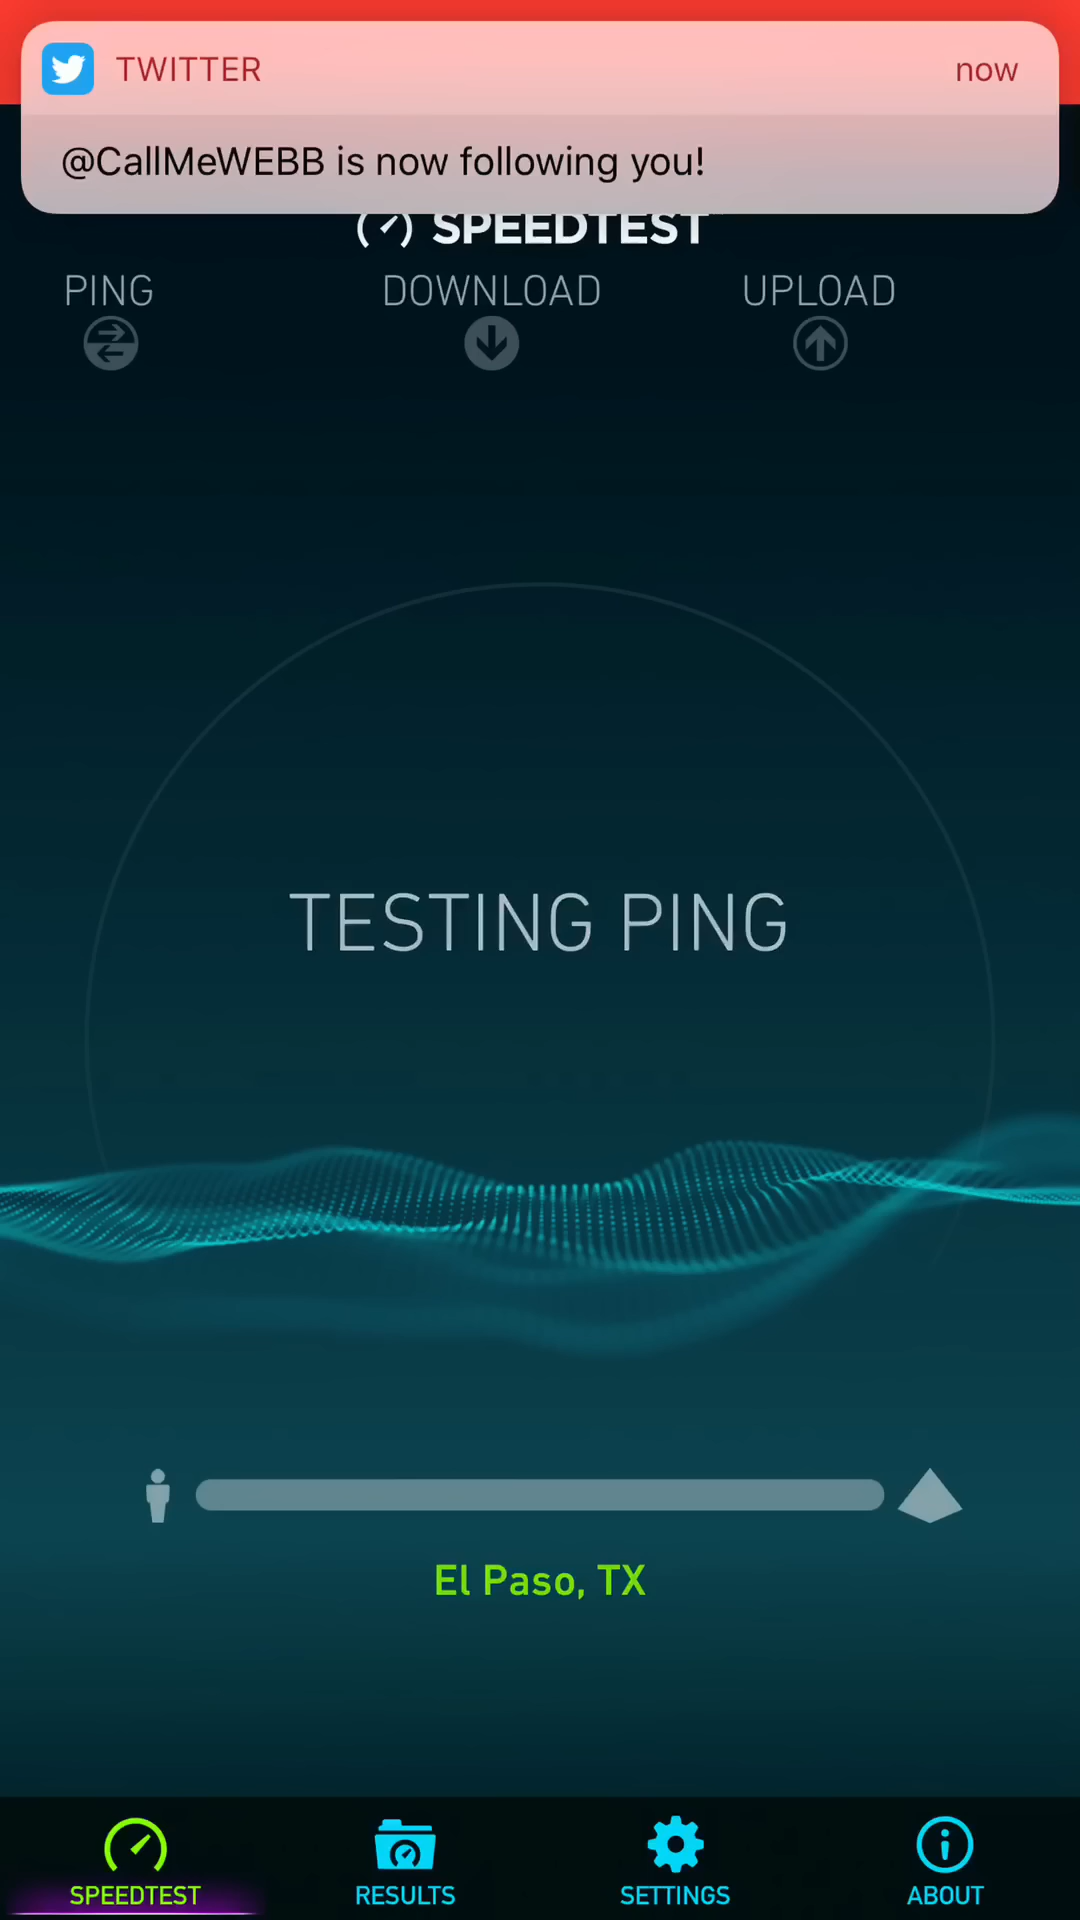 TWITTER now
@CallMeWEBB is now following you!
SPEEDTEST
PING DOWNLOAD UPLOAD
TESTING PING
El Paso, TX
SPEEDTEST RESULTS SETTINGS ABOUT